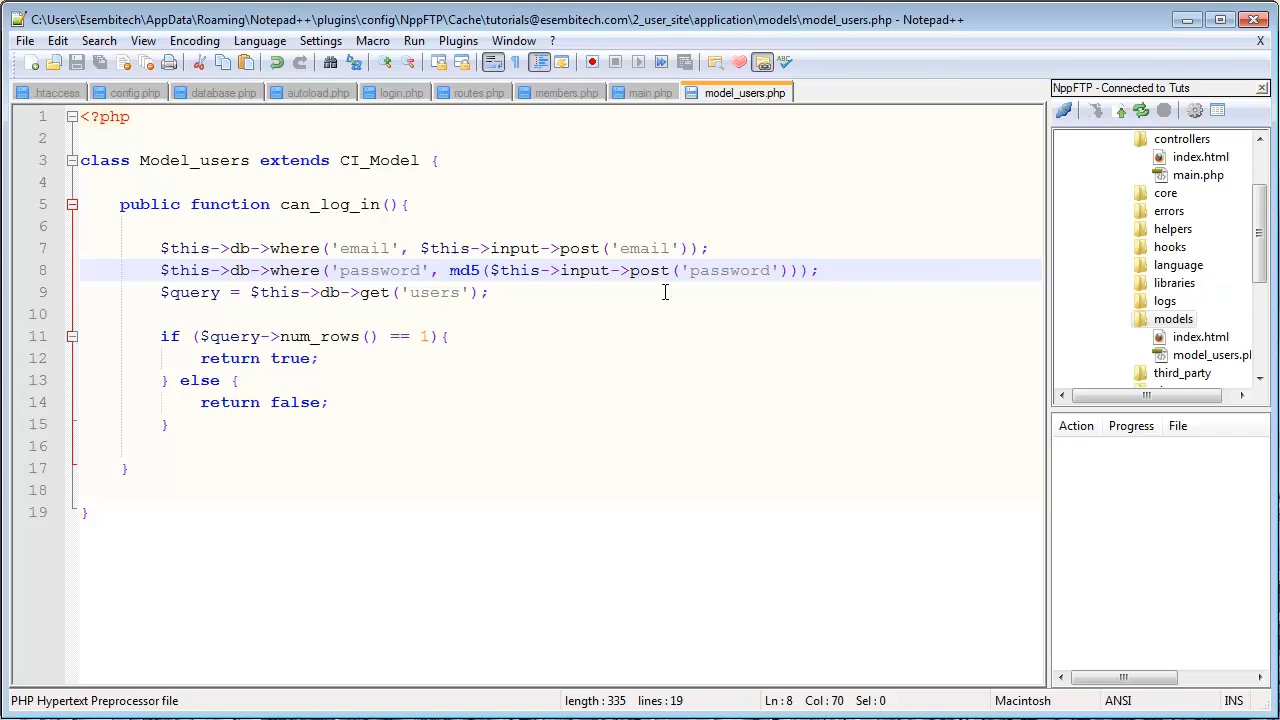 C:\Users\Esembitech\AppData\Roaming\Notepad++\plugins\config\NppFTP\Cache\tutorials@esembitech.com\2_user_site\application\models\model_users.php - Notepad++
File Edit Search View Encoding Language Settings Macro Run Plugins Window ? X
.htaccess config.php database.php autoload.php login.php routes.php members.php main.php model_users.php
1 <?php
2
3 class Model_users extends CI_Model {
4
5 public function can_log_in(){
6
7 $this->db->where('email', $this->input->post('email'));
8 $this->db->where('password', md5($this->input->post('password')));
9 $query = $this->db->get('users');
10
11 if ($query->num_rows() == 1){
12 return true;
13 } else {
14 return false;
15 }
16
17 }
18
19 }
NppFTP - Connected to Tuts
controllers
index.html
main.php
core
errors
helpers
hooks
language
libraries
logs
models
index.html
model_users.pl
third_party
Action Progress File
PHP Hypertext Preprocessor file length : 335 lines : 19 Ln : 8 Col : 70 Sel : 0 Macintosh ANSI INS